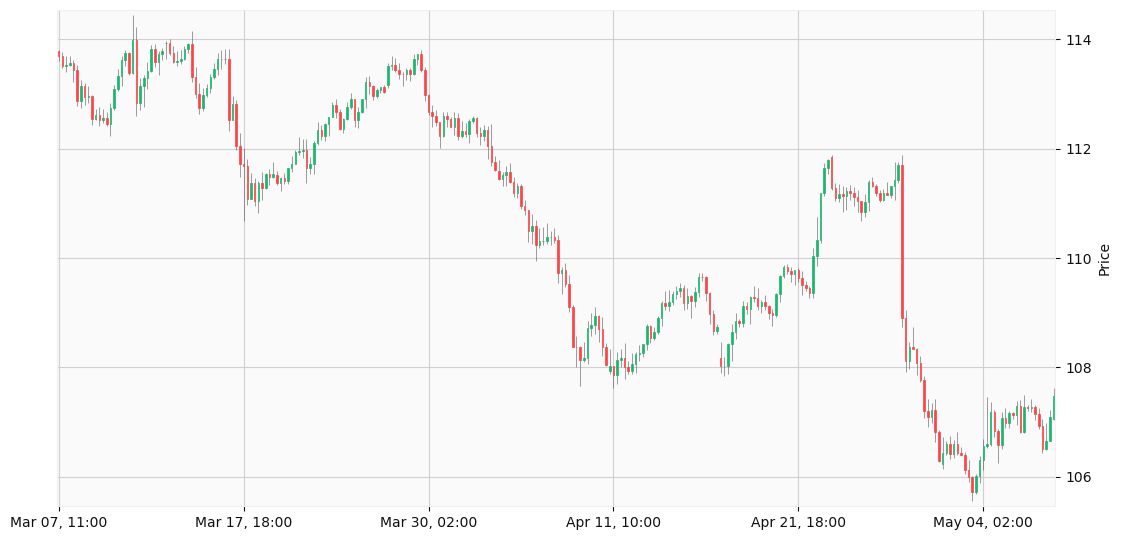 114
112
110
108
106
Price
Mar 07, 11:00
Mar 17, 18:00
Mar 30, 02:00
Apr 11, 10:00
Apr 21, 18:00
May 04, 02:00